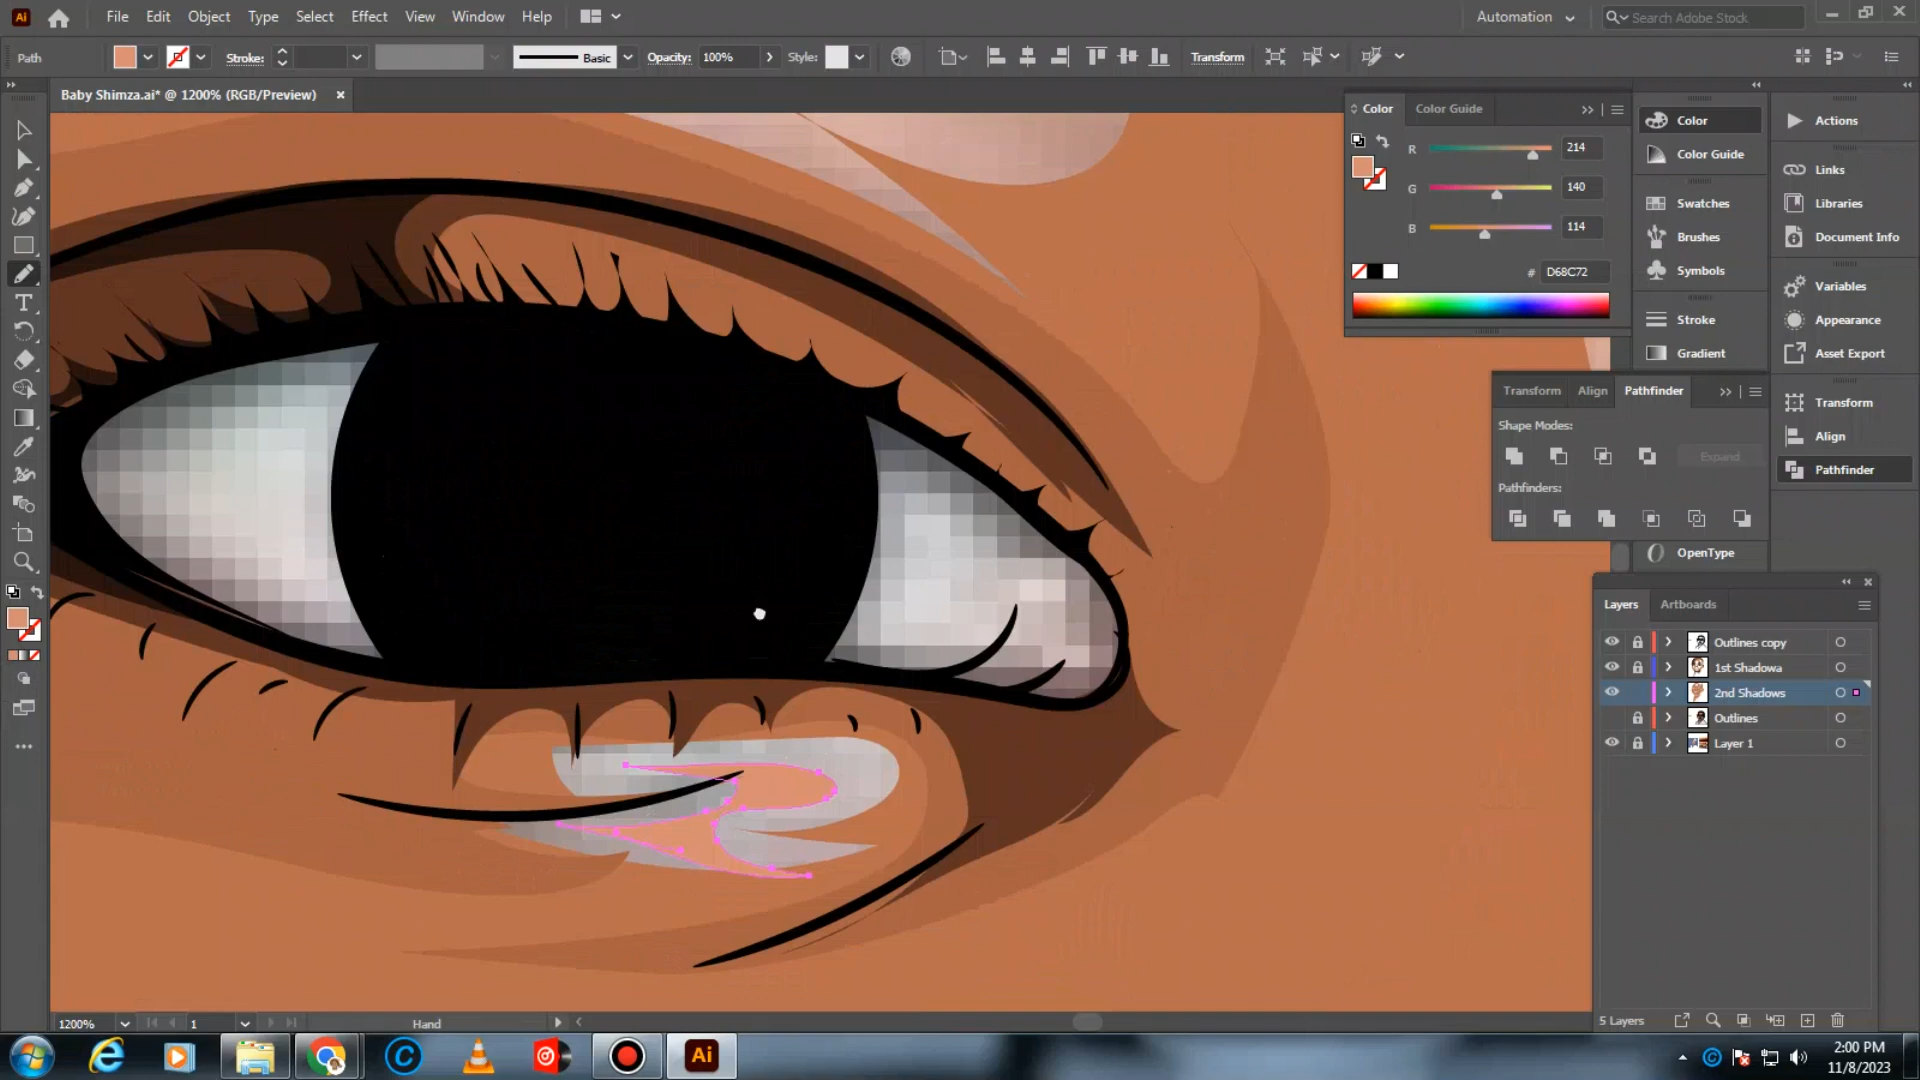 Ai File Edit Object Type Select Effect View Window Help Automation Search Adobe Stock
Path Stroke: Basic Opacity: 100% Style: Transform
Baby Shimza.ai* @ 1200% (RGB/Preview)
Color Color Guide
R 214
G 140
B 114
# D68C72
Color
Color Guide
Swatches
Brushes
Symbols
Stroke
Gradient
OpenType
Actions
Links
Libraries
Document Info
Variables
Appearance
Asset Export
Transform
Align
Pathfinder
Transform Align Pathfinder
Shape Modes:
Expand
Pathfinders:
Layers Artboards
Outlines copy
1st Shadowa
2nd Shadows
Outlines
Layer 1
5 Layers
1200% 1 Hand
Ai
2:00 PM
11/8/2023